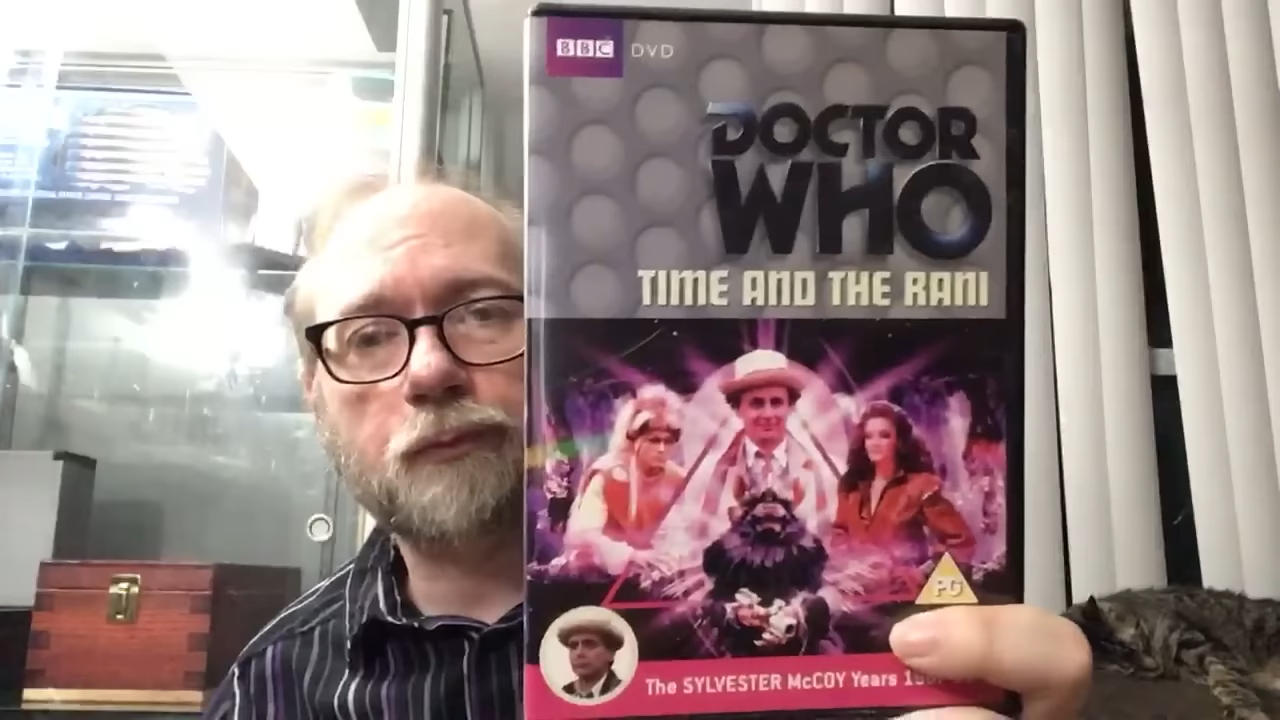 BBC DVD
DOCTOR
WHO
TIME AND THE RANI
PG
The SYLVESTER McCOY Years